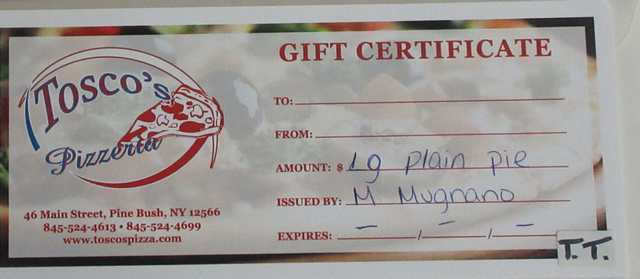 GIFT CERTIFICATE
TOSCO'S
Pizzeria
TO:
FROM:
AMOUNT: $ lg plain pie
ISSUED BY: M Mugnano
EXPIRES: - / - / -
46 Main Street, Pine Bush, NY 12566
845-524-4613 • 845-524-4699
www.toscospizza.com
T.T.